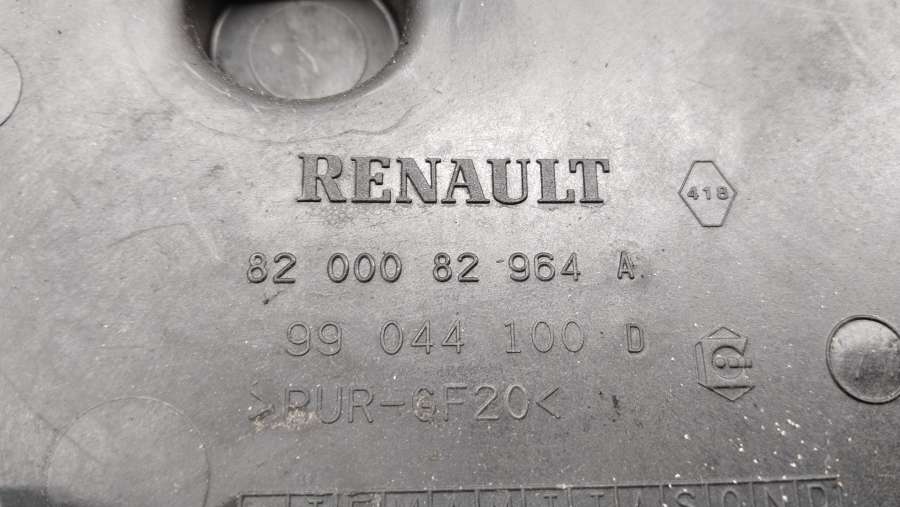 RENAULT
418
82 000 82 964 A
99 044 100 D
>PUR-GF20<
J F M A M J J A S O N D